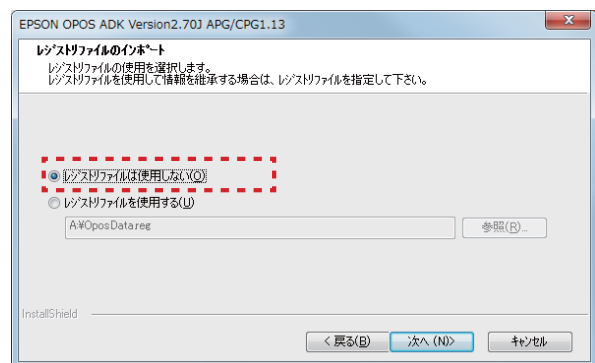 EPSON OPOS ADK Version2.70J APG/CPG1.13
レジストリファイルのインポート
レジストリファイルの使用を選択します。
レジストリファイルを使用して情報を継承する場合は、レジストリファイルを指定して下さい。
レジストリファイルは使用しない(O)
レジストリファイルを使用する(U)
A:¥OposData.reg
参照(R)...
InstallShield
< 戻る(B)
次へ (N)>
キャンセル